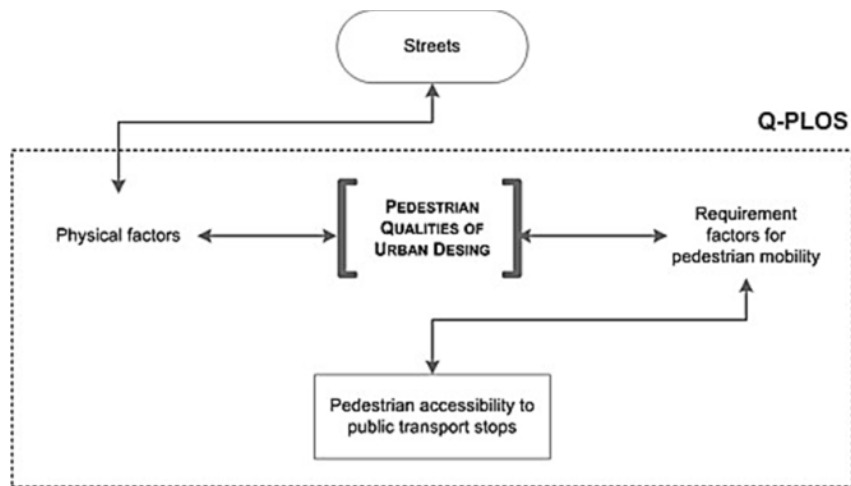 Streets
Q-PLOS
Physical factors
PEDESTRIAN
QUALITIES OF
URBAN DESING
Requirement
factors for
pedestrian mobility
Pedestrian accessibility to
public transport stops